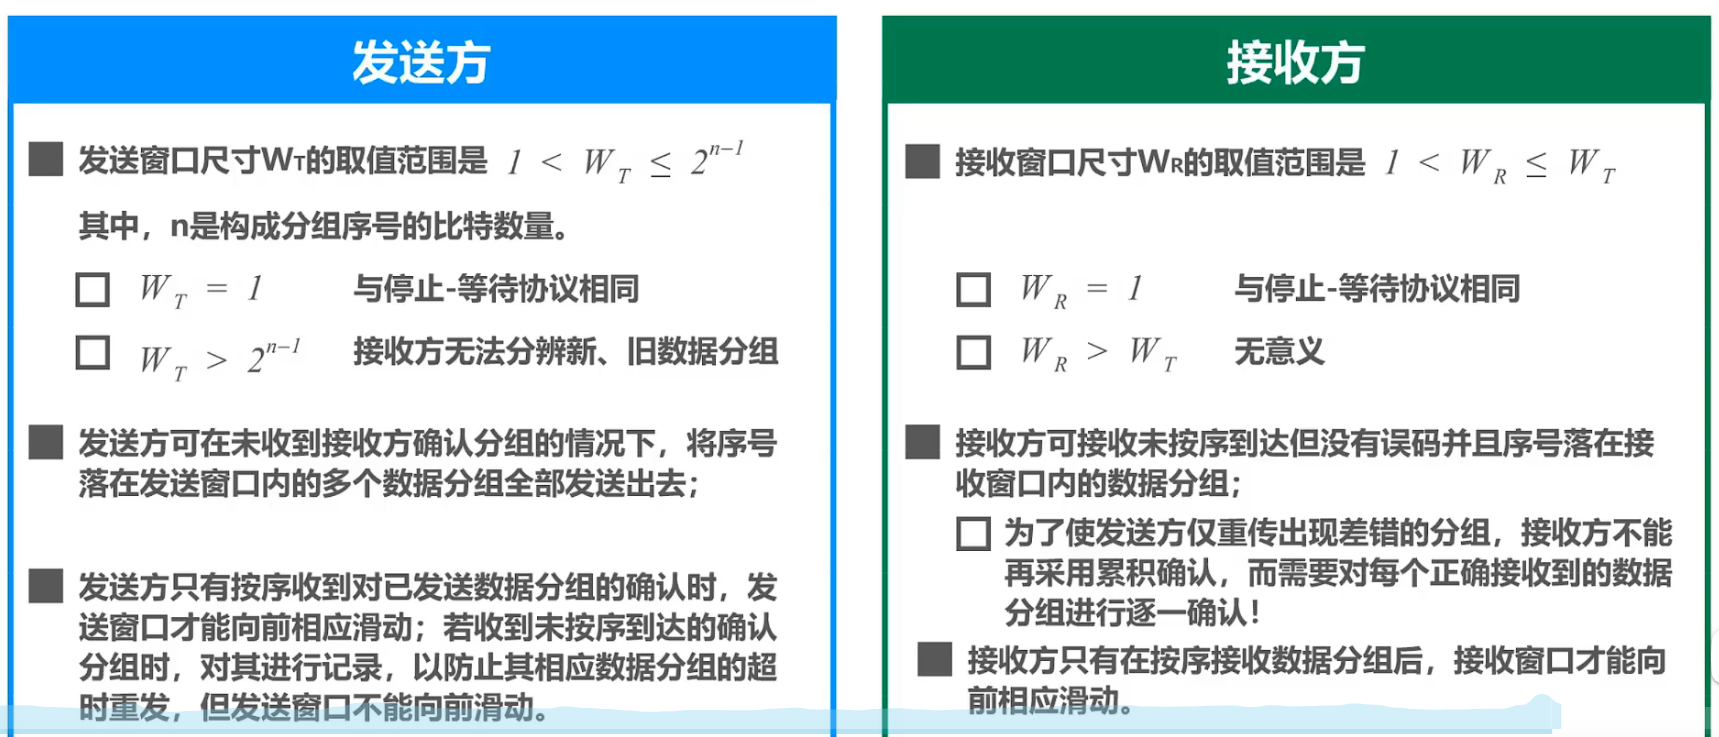 发送方
发送窗口尺寸WT的取值范围是 1 < W_T ≤ 2^{n-1}
其中，n是构成分组序号的比特数量。
W_T = 1 与停止-等待协议相同
W_T > 2^{n-1} 接收方无法分辨新、旧数据分组
发送方可在未收到接收方确认分组的情况下，将序号
落在发送窗口内的多个数据分组全部发送出去；
发送方只有按序收到对已发送数据分组的确认时，发
送窗口才能向前相应滑动；若收到未按序到达的确认
分组时，对其进行记录，以防止其相应数据分组的超
时重发，但发送窗口不能向前滑动。
接收方
接收窗口尺寸WR的取值范围是 1 < W_R ≤ W_T
W_R = 1 与停止-等待协议相同
W_R > W_T 无意义
接收方可接收未按序到达但没有误码并且序号落在接
收窗口内的数据分组；
为了使发送方仅重传出现差错的分组，接收方不能
再采用累积确认，而需要对每个正确接收到的数据
分组进行逐一确认！
接收方只有在按序接收数据分组后，接收窗口才能向
前相应滑动。